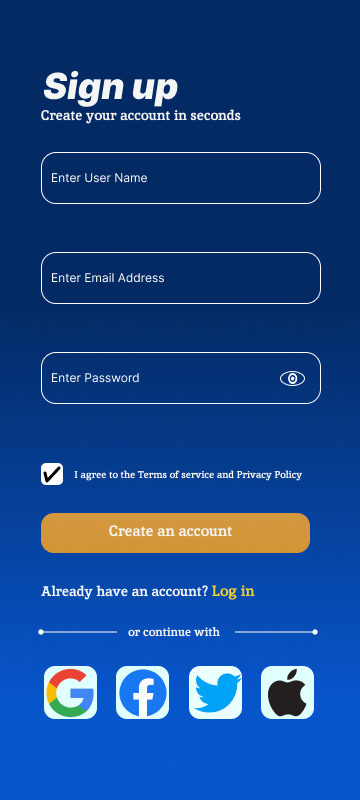 Sign up
Create your account in seconds
Enter User Name
Enter Email Address
Enter Password
I agree to the Terms of service and Privacy Policy
Create an account
Already have an account? Log in
or continue with